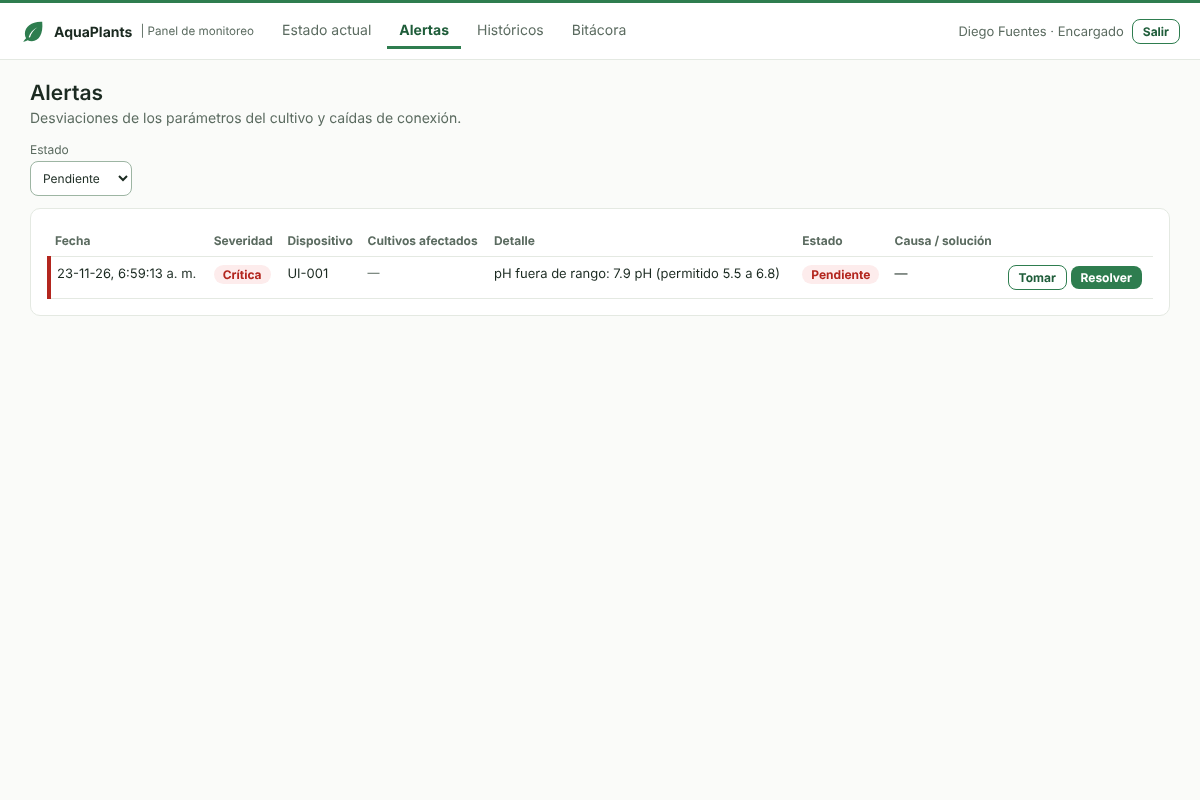 AquaPlants | Panel de monitoreo Estado actual Alertas Históricos Bitácora Diego Fuentes · Encargado Salir
Alertas
Desviaciones de los parámetros del cultivo y caídas de conexión.
Estado
Pendiente
Fecha Severidad Dispositivo Cultivos afectados Detalle Estado Causa / solución
23-11-26, 6:59:13 a. m. Crítica UI-001 — pH fuera de rango: 7.9 pH (permitido 5.5 a 6.8) Pendiente — Tomar Resolver